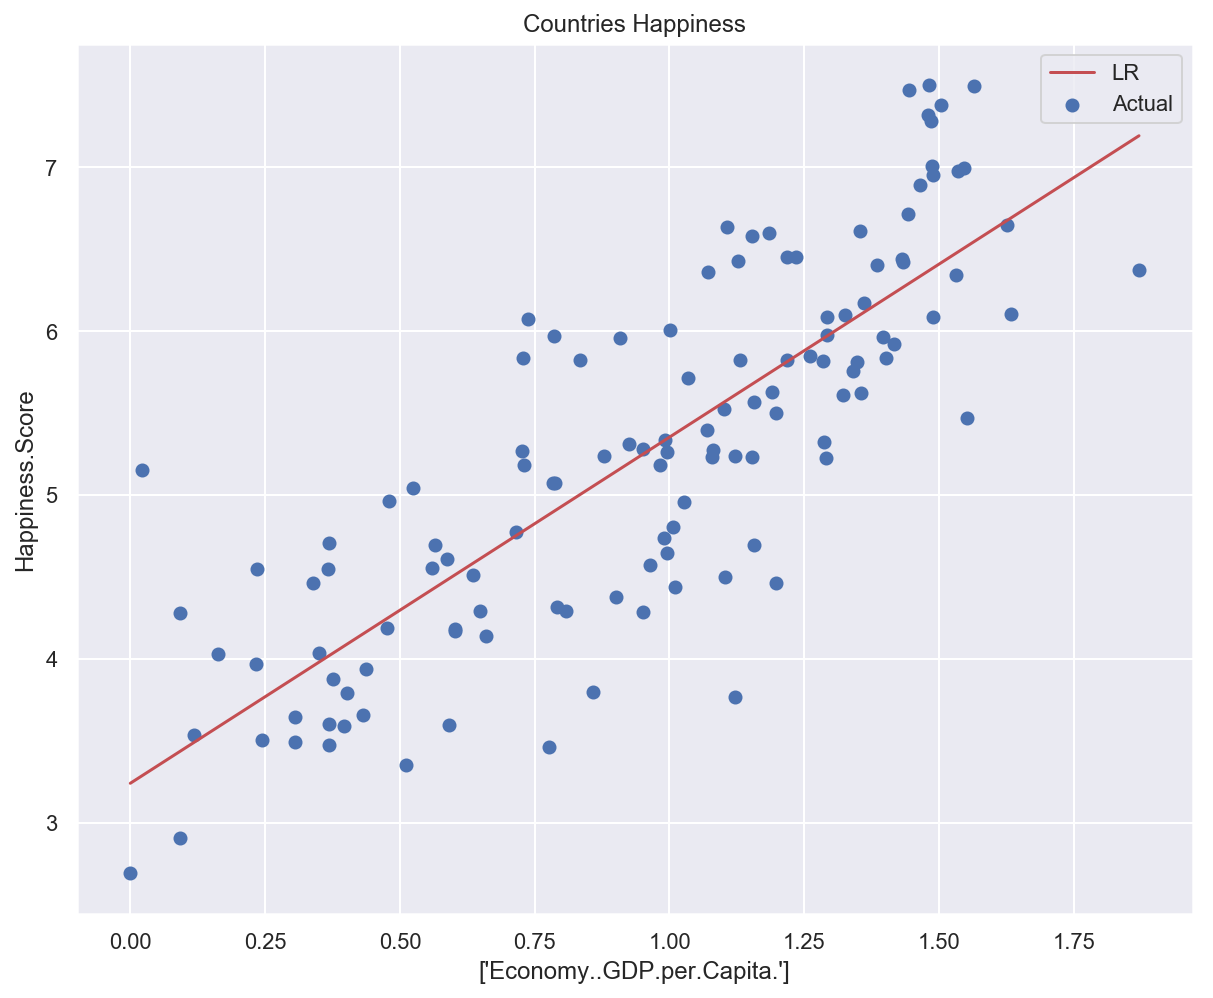 Countries Happiness
LR
Actual
Happiness.Score
7
6
5
4
3
0.00 0.25 0.50 0.75 1.00 1.25 1.50 1.75
['Economy..GDP.per.Capita.']